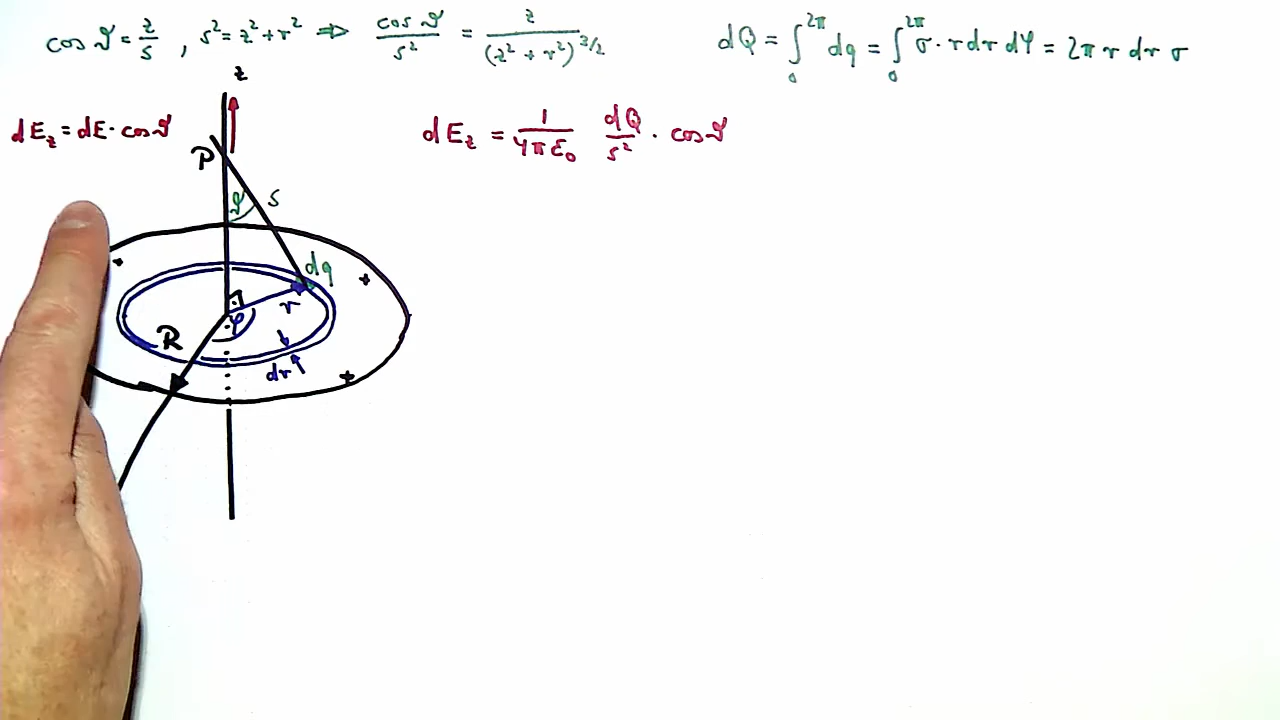 cos ϑ = z/s , s² = z² + r² ⇒ cos ϑ / s² = z / (z² + r²)^3/2
dQ = ∫₀^2π dq = ∫₀^2π σ · r dr dφ = 2π r dr σ
z
dE_z = dE · cos ϑ
dE_z = 1/(4πε₀) dQ/s² · cos ϑ
P
ϑ s
dq
+ +
r
φ
R
dr +